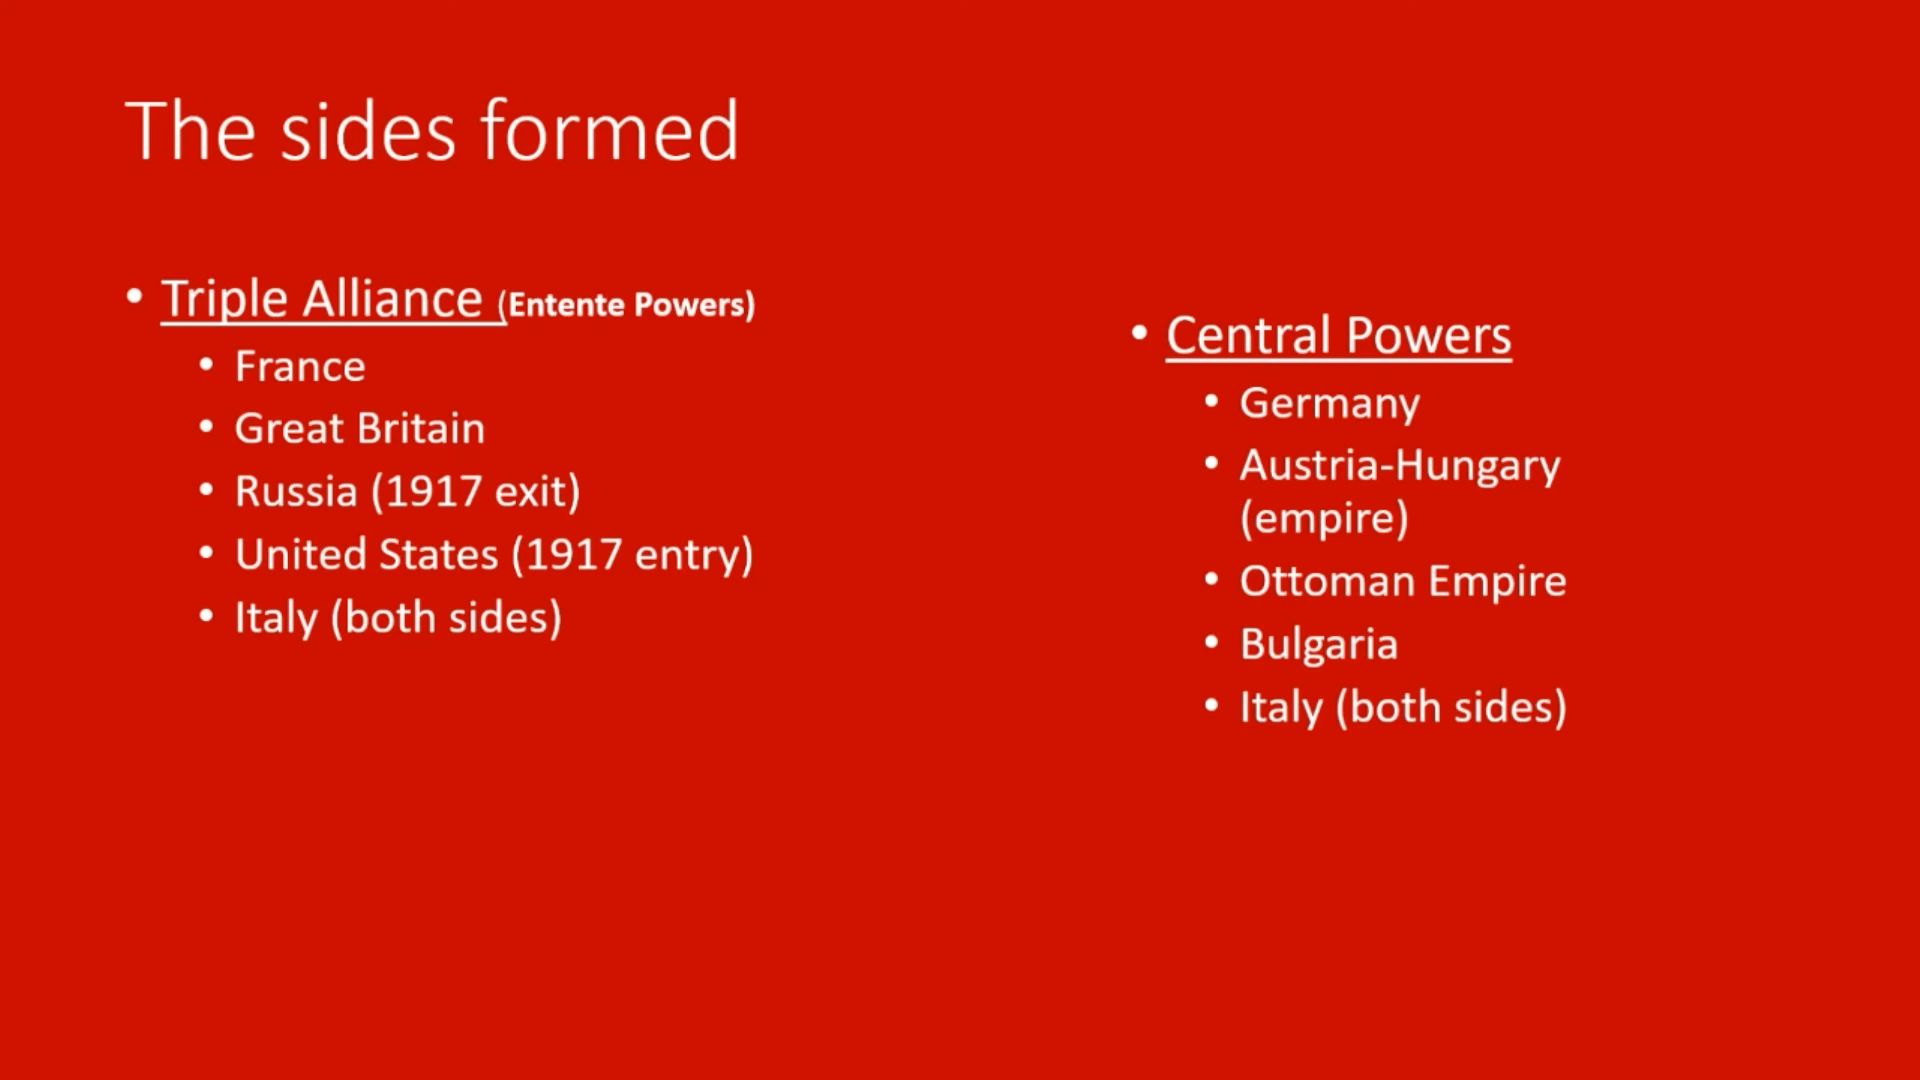 The sides formed
• Triple Alliance (Entente Powers)
• France
• Great Britain
• Russia (1917 exit)
• United States (1917 entry)
• Italy (both sides)
• Central Powers
• Germany
• Austria-Hungary
(empire)
• Ottoman Empire
• Bulgaria
• Italy (both sides)